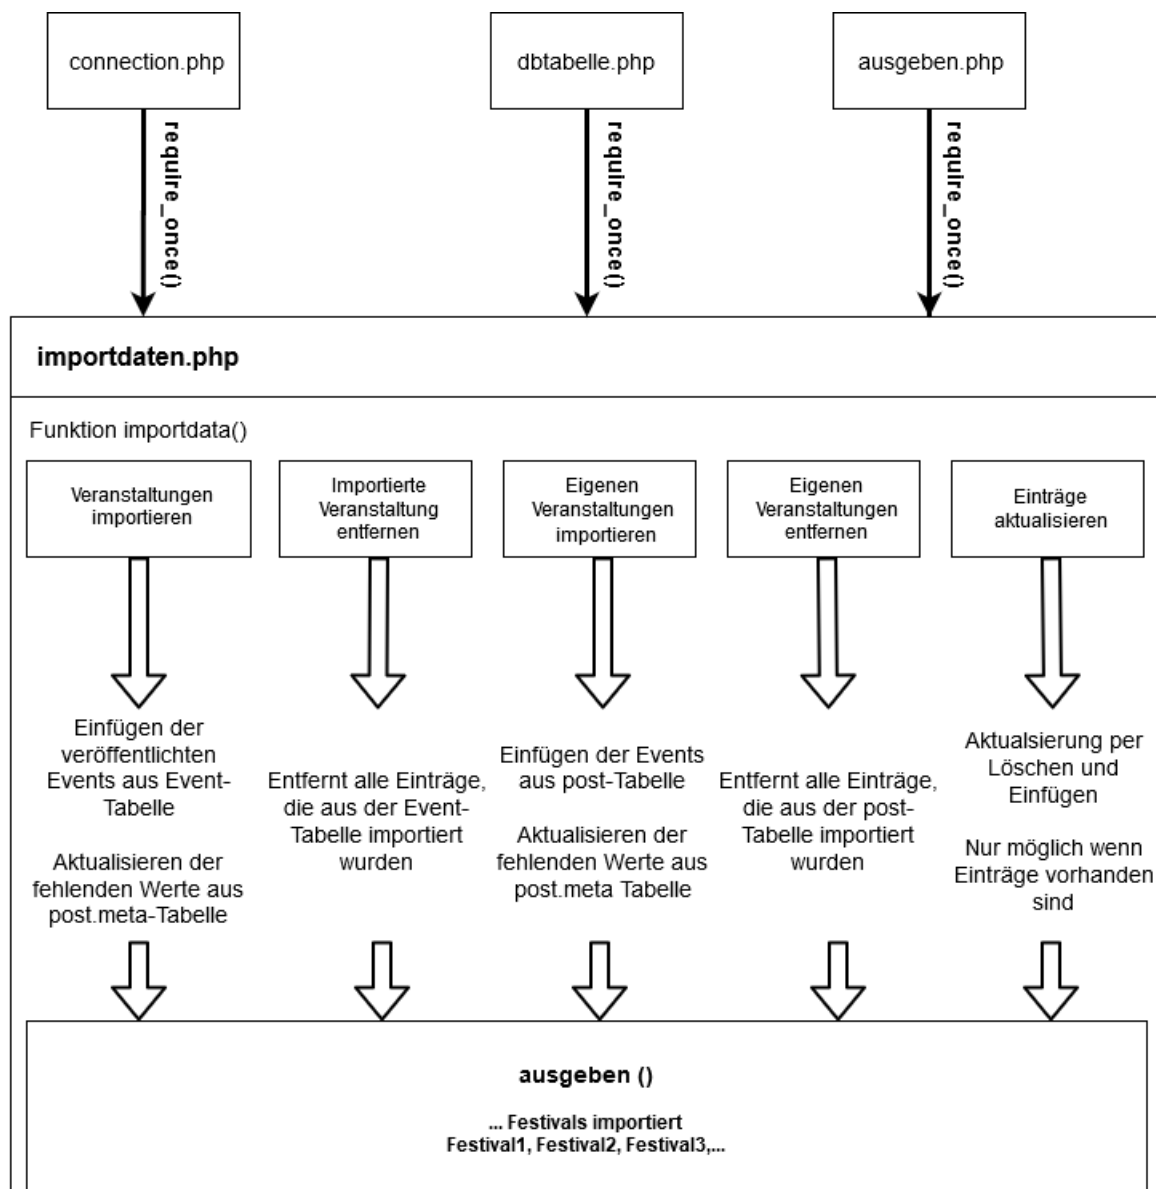 connection.php
dbtabelle.php
ausgeben.php
require_once()
require_once()
require_once()
importdaten.php
Funktion importdata()
Veranstaltungen
importieren
Importierte
Veranstaltung
entfernen
Eigenen
Veranstaltungen
importieren
Eigenen
Veranstaltungen
entfernen
Einträge
aktualisieren
Einfügen der
veröffentlichten
Events aus Event-
Tabelle
Aktualisieren der
fehlenden Werte aus
post.meta-Tabelle
Entfernt alle Einträge,
die aus der Event-
Tabelle importiert
wurden
Einfügen der Events
aus post-Tabelle
Aktualisieren der
fehlenden Werte aus
post.meta Tabelle
Entfernt alle Einträge,
die aus der post-
Tabelle importiert
wurden
Aktualsierung per
Löschen und
Einfügen
Nur möglich wenn
Einträge vorhanden
sind
ausgeben ()
... Festivals importiert
Festival1, Festival2, Festival3,...